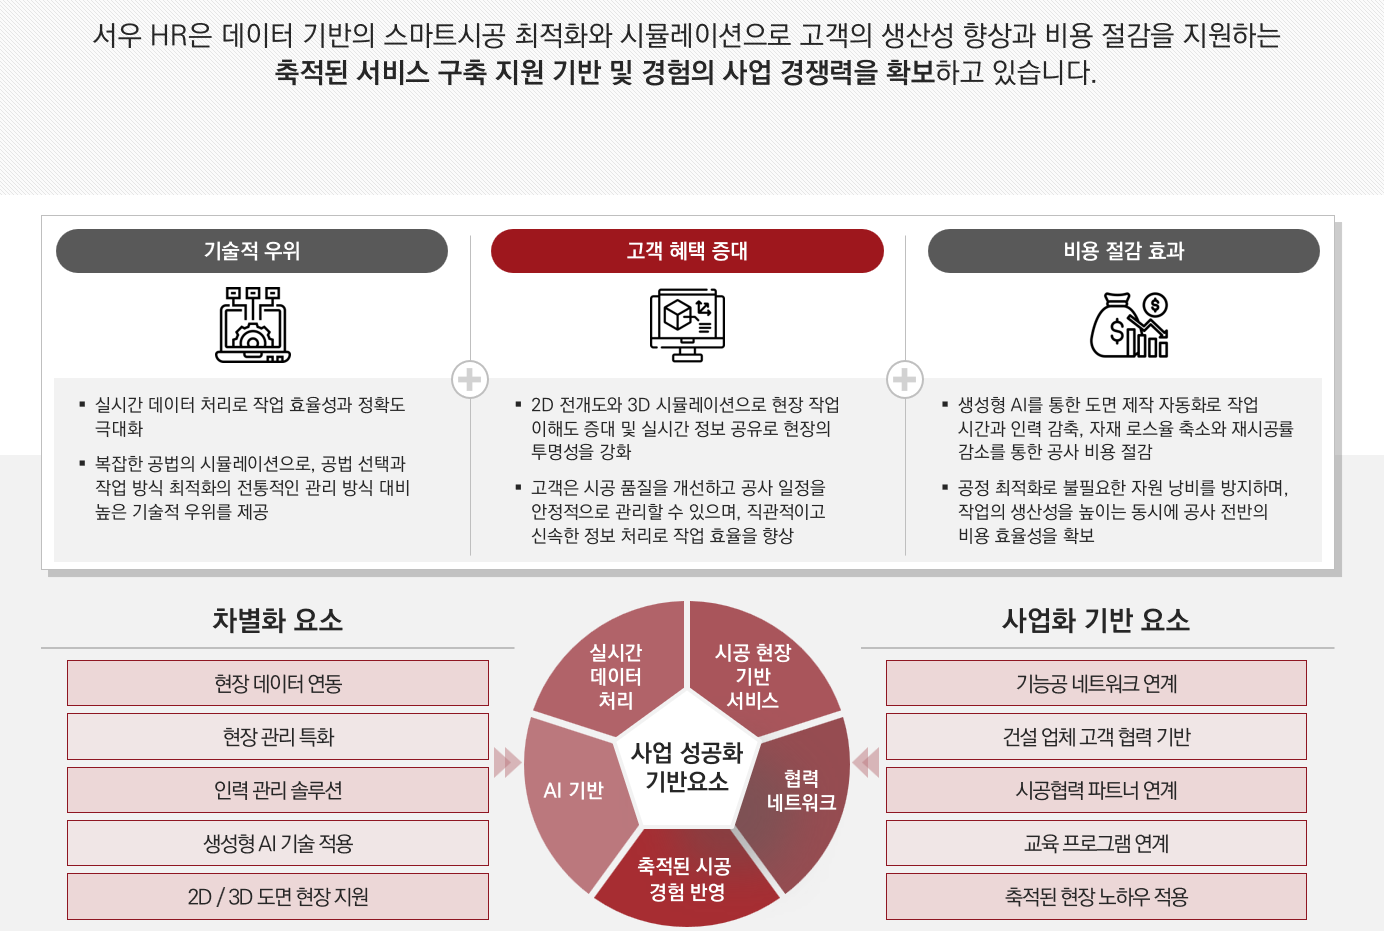 서우 HR은 데이터 기반의 스마트시공 최적화와 시뮬레이션으로 고객의 생산성 향상과 비용 절감을 지원하는
축적된 서비스 구축 지원 기반 및 경험의 사업 경쟁력을 확보하고 있습니다.
기술적 우위
▪ 실시간 데이터 처리로 작업 효율성과 정확도
극대화
▪ 복잡한 공법의 시뮬레이션으로, 공법 선택과
작업 방식 최적화의 전통적인 관리 방식 대비
높은 기술적 우위를 제공
고객 혜택 증대
▪ 2D 전개도와 3D 시뮬레이션으로 현장 작업
이해도 증대 및 실시간 정보 공유로 현장의
투명성을 강화
▪ 고객은 시공 품질을 개선하고 공사 일정을
안정적으로 관리할 수 있으며, 직관적이고
신속한 정보 처리로 작업 효율을 향상
비용 절감 효과
▪ 생성형 AI를 통한 도면 제작 자동화로 작업
시간과 인력 감축, 자재 로스율 축소와 재시공률
감소를 통한 공사 비용 절감
▪ 공정 최적화로 불필요한 자원 낭비를 방지하며,
작업의 생산성을 높이는 동시에 공사 전반의
비용 효율성을 확보
차별화 요소
현장 데이터 연동
현장 관리 특화
인력 관리 솔루션
생성형 AI 기술 적용
2D / 3D 도면 현장 지원
실시간
데이터
처리
시공 현장
기반
서비스
AI 기반
사업 성공화
기반요소
협력
네트워크
축적된 시공
경험 반영
사업화 기반 요소
기능공 네트워크 연계
건설 업체 고객 협력 기반
시공협력 파트너 연계
교육 프로그램 연계
축적된 현장 노하우 적용